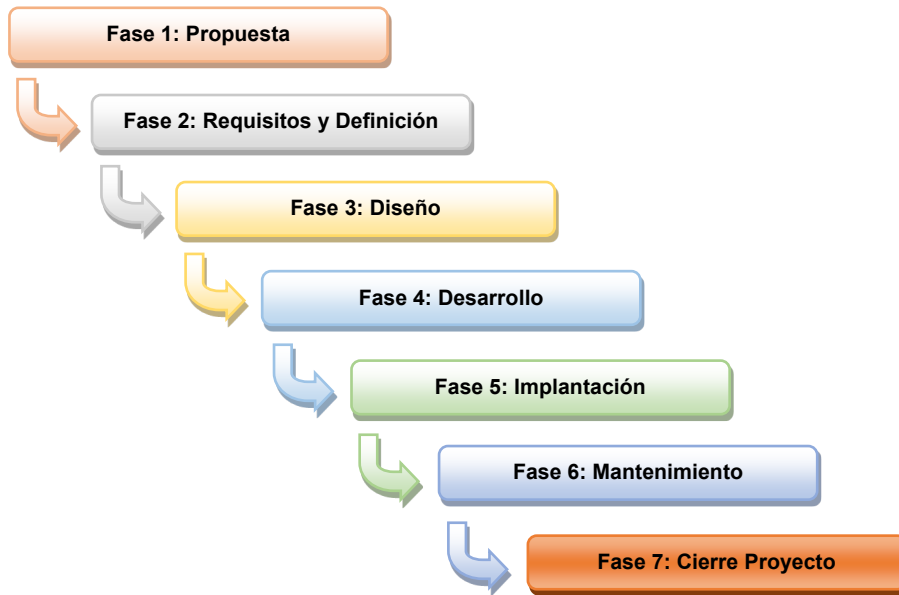 Fase 1: Propuesta
Fase 2: Requisitos y Definición
Fase 3: Diseño
Fase 4: Desarrollo
Fase 5: Implantación
Fase 6: Mantenimiento
Fase 7: Cierre Proyecto